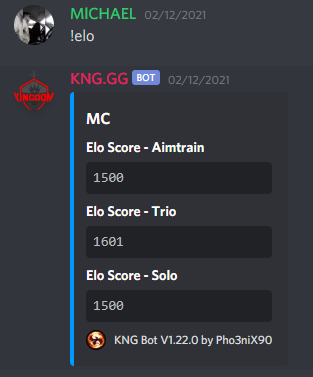 MICHAEL 02/12/2021
!elo
KNG.GG BOT 02/12/2021
MC
Elo Score - Aimtrain
1500
Elo Score - Trio
1601
Elo Score - Solo
1500
KNG Bot V1.22.0 by Pho3niX90